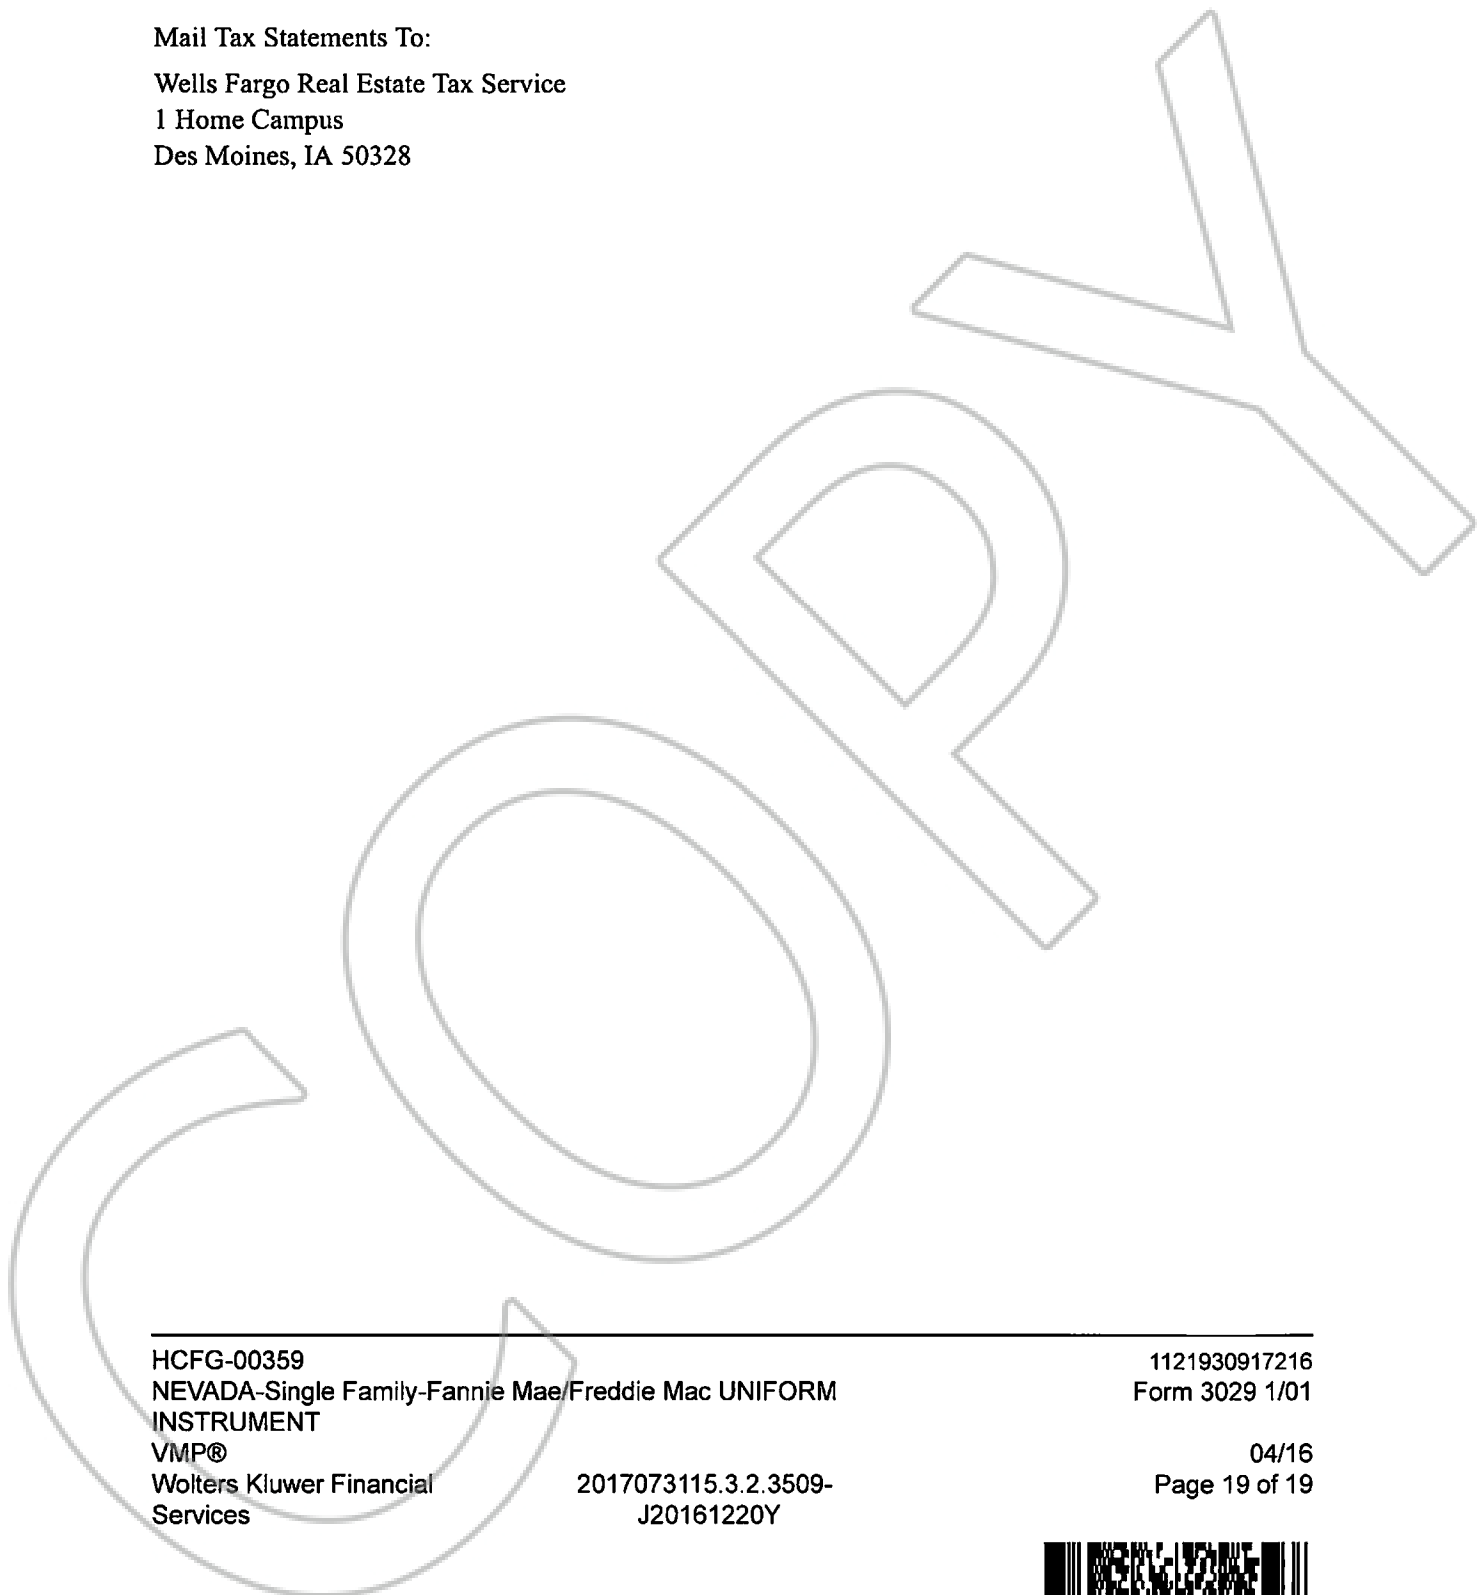 Mail Tax Statements To:
Wells Fargo Real Estate Tax Service
1 Home Campus
Des Moines, IA 50328
COPY
HCFG-00359 1121930917216
NEVADA-Single Family-Fannie Mae/Freddie Mac UNIFORM Form 3029 1/01
INSTRUMENT
VMP® 04/16
Wolters Kluwer Financial 2017073115.3.2.3509- Page 19 of 19
Services J20161220Y